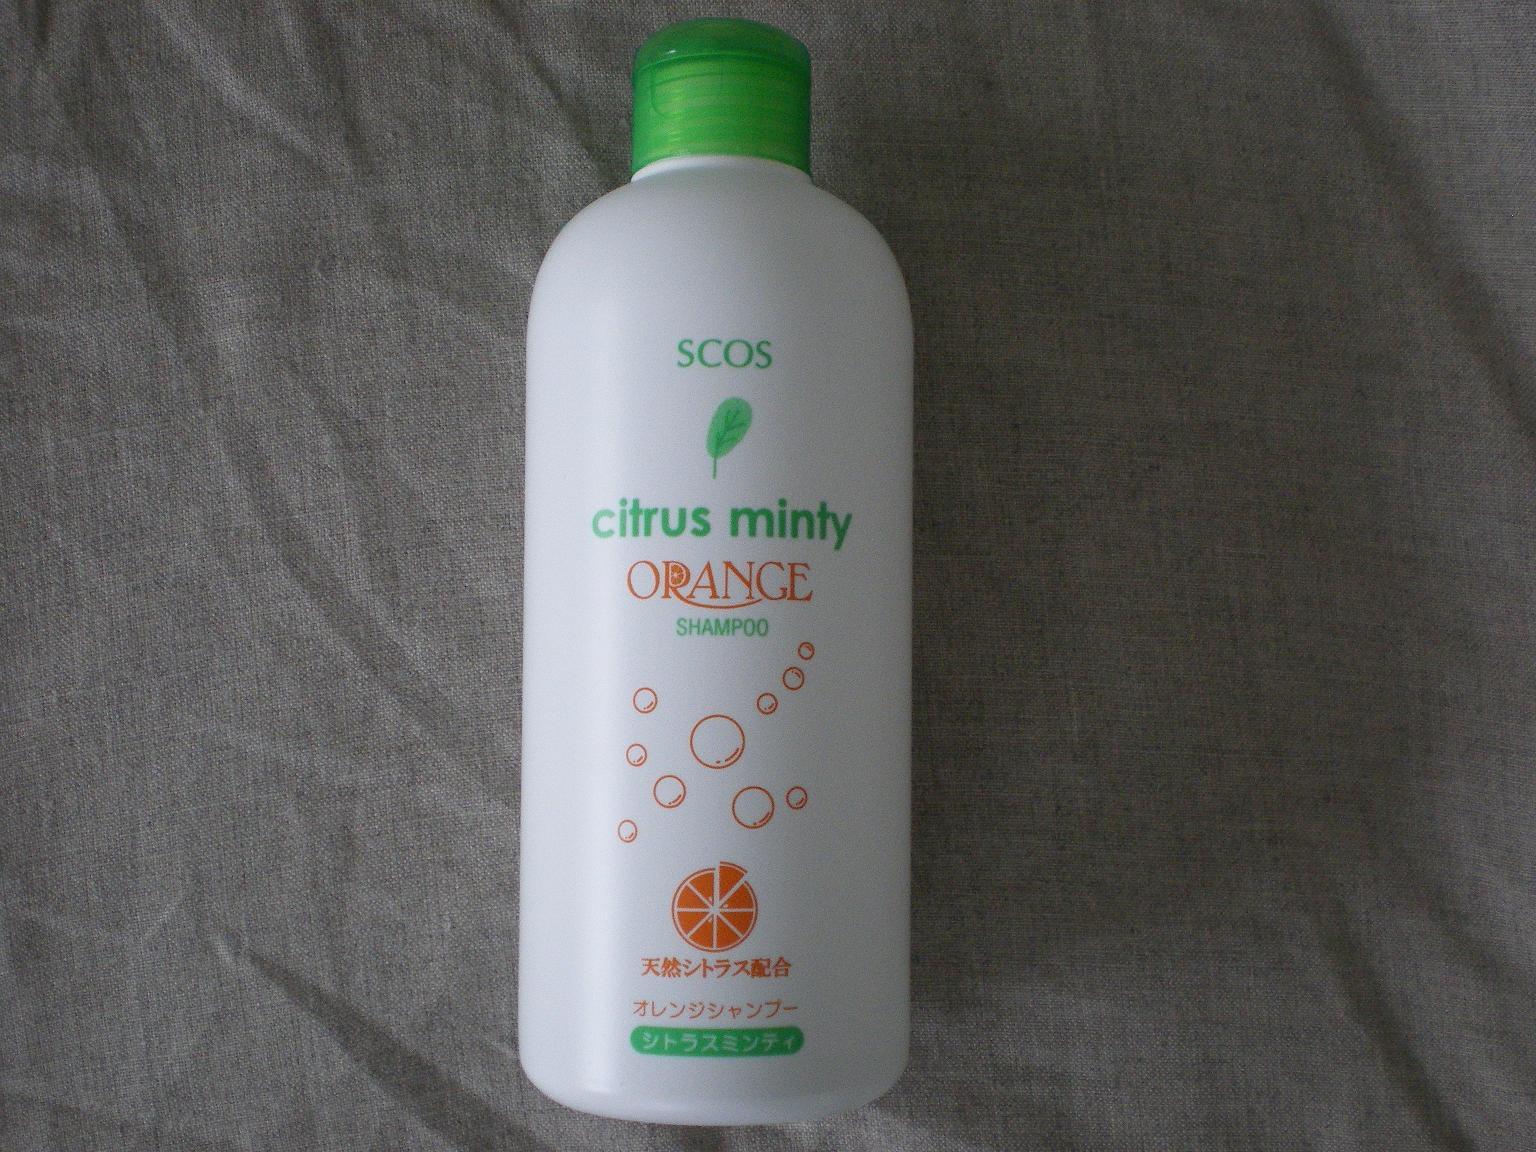 SCOS
citrus minty
ORANGE
SHAMPOO
天然シトラス配合
オレンジシャンプー
シトラスミンティ